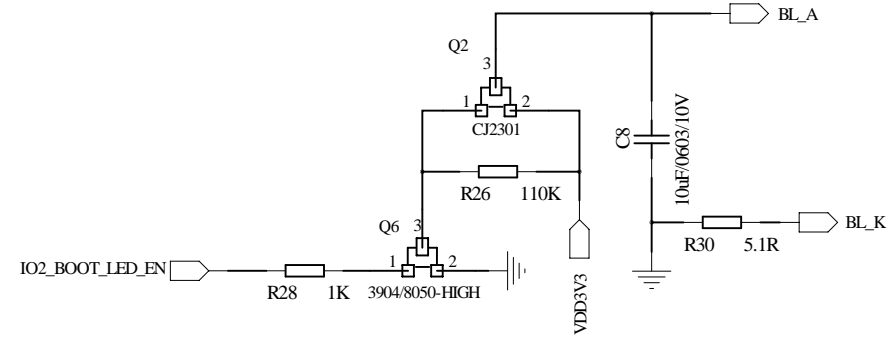 BL_A
Q2
3
1
2
CJ2301
C8
10uF/0603/10V
R26
110K
Q6
3
BL_K
R30
5.1R
IO2_BOOT_LED_EN
1
2
R28
1K
3904/8050-HIGH
VDD3V3